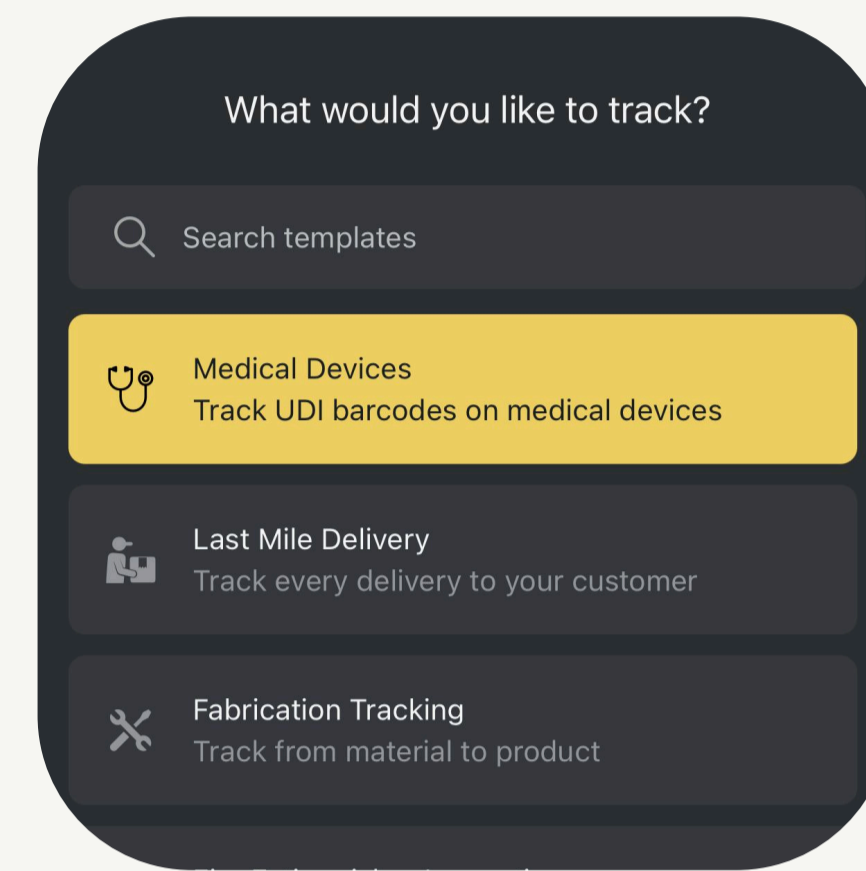 What would you like to track?
Search templates
Medical Devices
Track UDI barcodes on medical devices
Last Mile Delivery
Track every delivery to your customer
Fabrication Tracking
Track from material to product